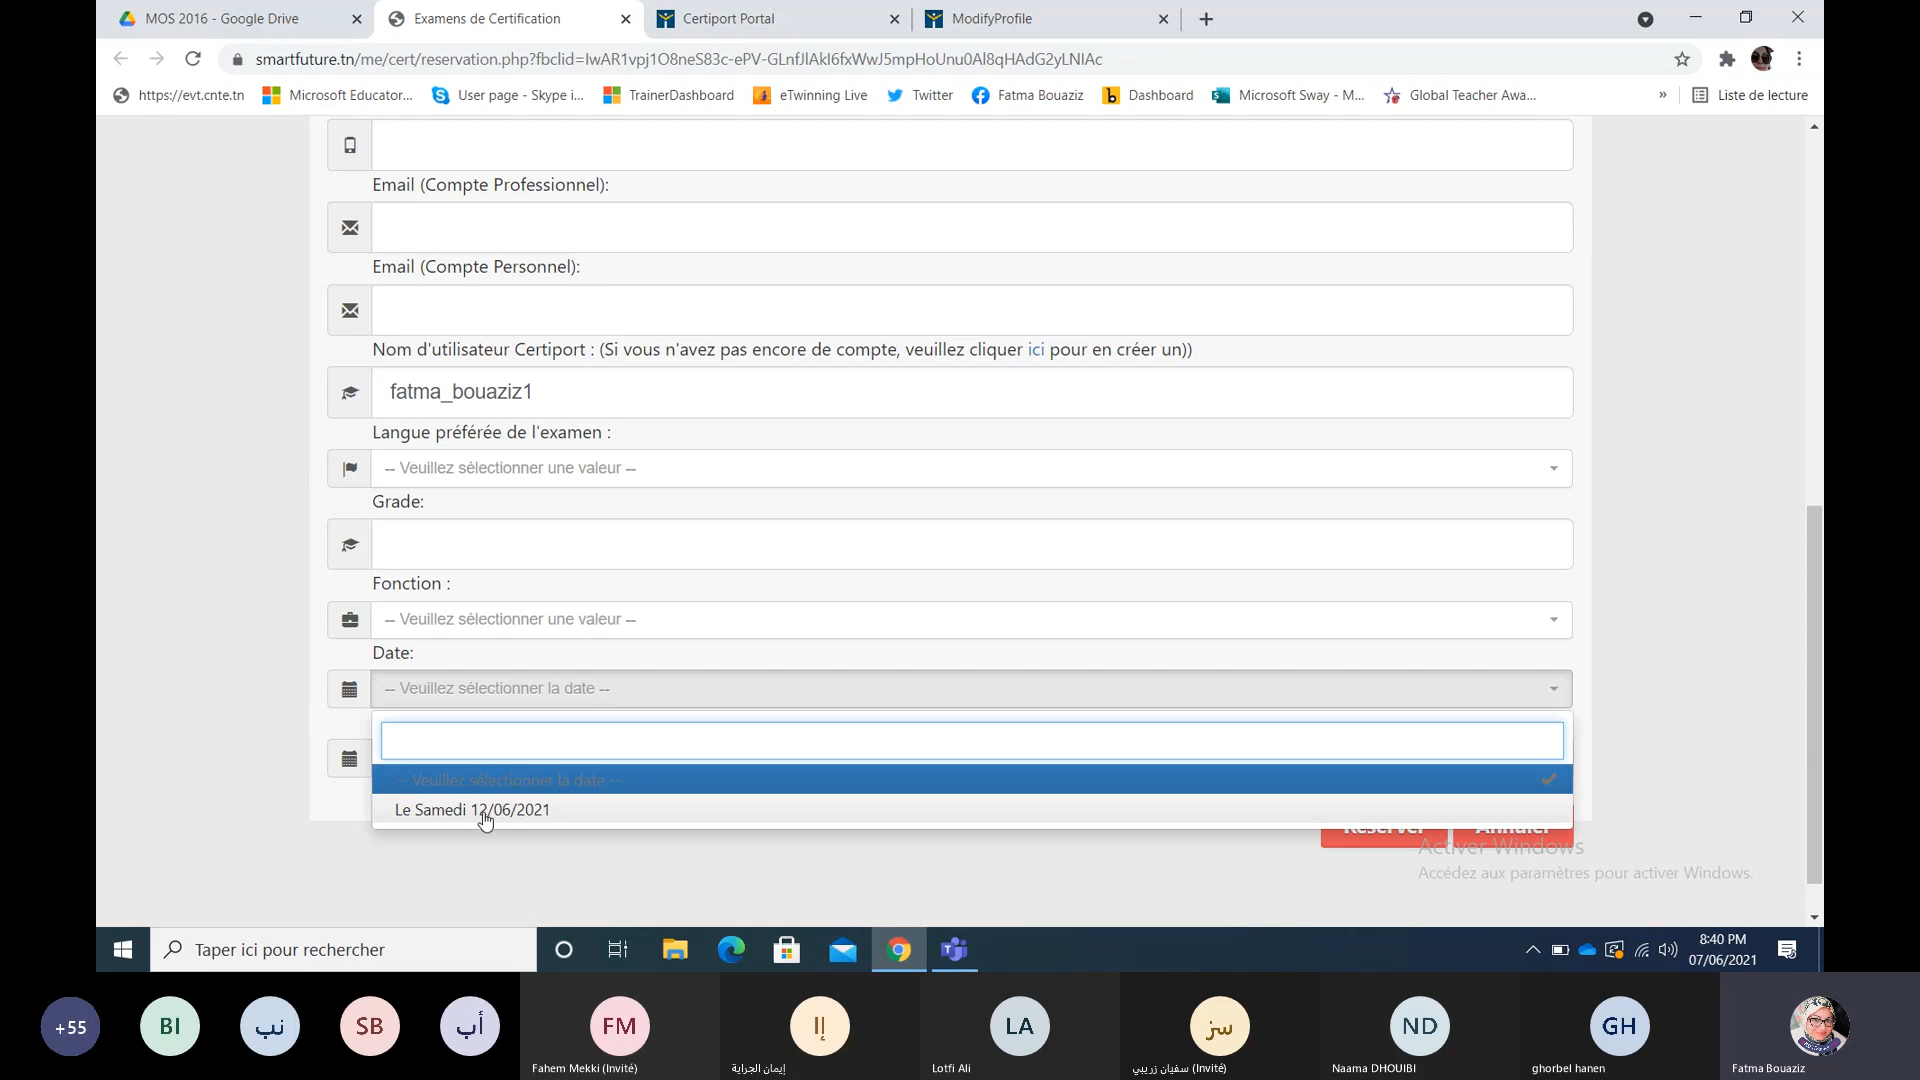 MOS 2016 - Google Drive
Examens de Certification
Certiport Portal
ModifyProfile
smartfuture.tn/me/cert/reservation.php?fbclid=IwAR1vpj1O8neS83c-ePV-GLnfJlAkI6fxWwJ5mpHoUnu0Al8qHAdG2yLNIAc
https://evt.cnte.tn
Microsoft Educator...
User page - Skype i...
TrainerDashboard
eTwinning Live
Twitter
Fatma Bouaziz
Dashboard
Microsoft Sway - M...
Global Teacher Awa...
»
Liste de lecture
Email (Compte Professionnel):
Email (Compte Personnel):
Nom d'utilisateur Certiport : (Si vous n'avez pas encore de compte, veuillez cliquer ici pour en créer un))
fatma_bouaziz1
Langue préférée de l'examen :
-- Veuillez sélectionner une valeur --
Grade:
Fonction :
-- Veuillez sélectionner une valeur --
Date:
-- Veuillez sélectionner la date --
-- Veuillez sélectionner la date --
Le Samedi 12/06/2021
Réserver
Annuler
Activer Windows
Accédez aux paramètres pour activer Windows.
Taper ici pour rechercher
8:40 PM
07/06/2021
+55
BI
نب
SB
أب
FM
إا
LA
سز
ND
GH
Fahem Mekki (Invité)
إيمان الجراية
Lotfi Ali
سفيان زريبي (Invité)
Naama DHOUIBI
ghorbel hanen
Fatma Bouaziz